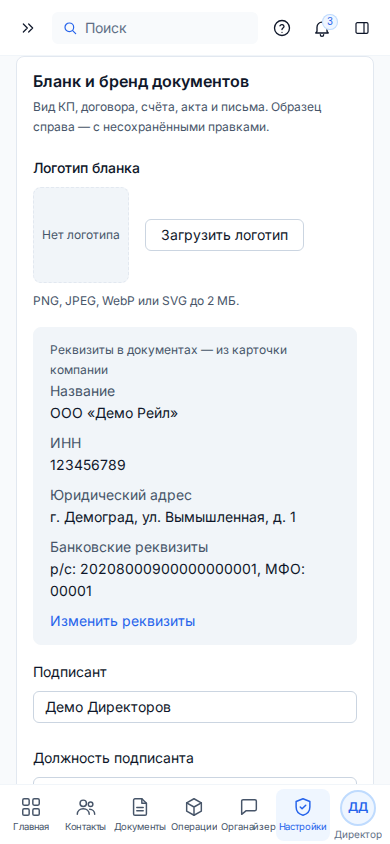 Поиск
3
Бланк и бренд документов
Вид КП, договора, счёта, акта и письма. Образец
справа — с несохранёнными правками.
Логотип бланка
Нет логотипа
Загрузить логотип
PNG, JPEG, WebP или SVG до 2 МБ.
Реквизиты в документах — из карточки
компании
Название
ООО «Демо Рейл»
ИНН
123456789
Юридический адрес
г. Демоград, ул. Вымышленная, д. 1
Банковские реквизиты
р/с: 20208000900000000001, МФО:
00001
Изменить реквизиты
Подписант
Демо Директоров
Должность подписанта
Главная
Контакты
Документы
Операции
Органайзер
Настройки
ДД
Директор